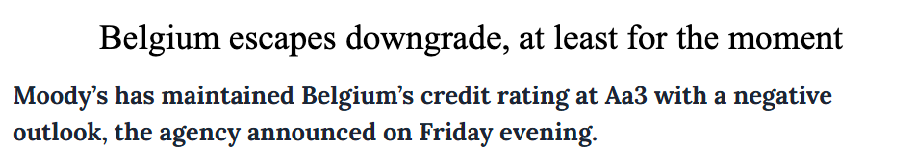 Belgium escapes downgrade, at least for the moment
Moody’s has maintained Belgium’s credit rating at Aa3 with a negative
outlook, the agency announced on Friday evening.